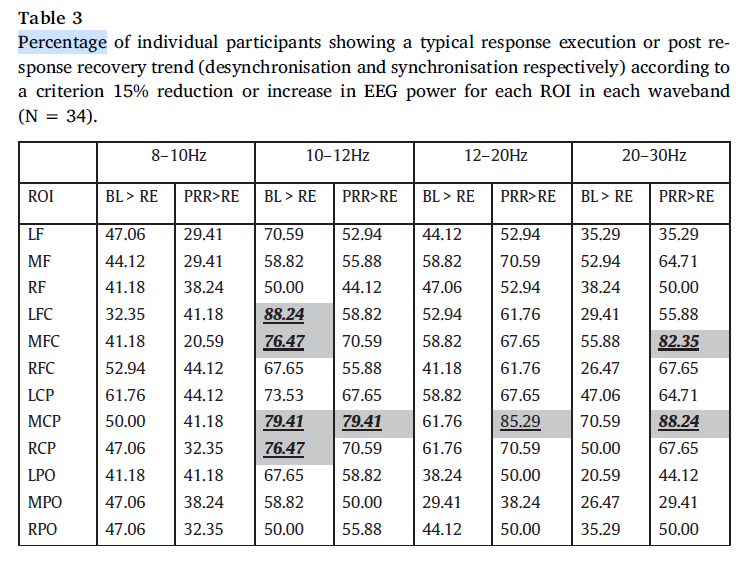 Table 3
Percentage of individual participants showing a typical response execution or post re-
sponse recovery trend (desynchronisation and synchronisation respectively) according to
a criterion 15% reduction or increase in EEG power for each ROI in each waveband
(N = 34).
8–10Hz 10–12Hz 12–20Hz 20–30Hz
ROI BL > RE PRR>RE BL > RE PRR>RE BL > RE PRR>RE BL > RE PRR>RE
LF 47.06 29.41 70.59 52.94 44.12 52.94 35.29 35.29
MF 44.12 29.41 58.82 55.88 58.82 70.59 52.94 64.71
RF 41.18 38.24 50.00 44.12 47.06 52.94 38.24 50.00
LFC 32.35 41.18 88.24 58.82 52.94 61.76 29.41 55.88
MFC 41.18 20.59 76.47 70.59 58.82 67.65 55.88 82.35
RFC 52.94 44.12 67.65 55.88 41.18 61.76 26.47 67.65
LCP 61.76 44.12 73.53 67.65 58.82 67.65 47.06 64.71
MCP 50.00 41.18 79.41 79.41 61.76 85.29 70.59 88.24
RCP 47.06 32.35 76.47 70.59 61.76 70.59 50.00 67.65
LPO 41.18 41.18 67.65 58.82 38.24 50.00 20.59 44.12
MPO 47.06 38.24 58.82 50.00 29.41 38.24 26.47 29.41
RPO 47.06 32.35 50.00 55.88 44.12 50.00 35.29 50.00